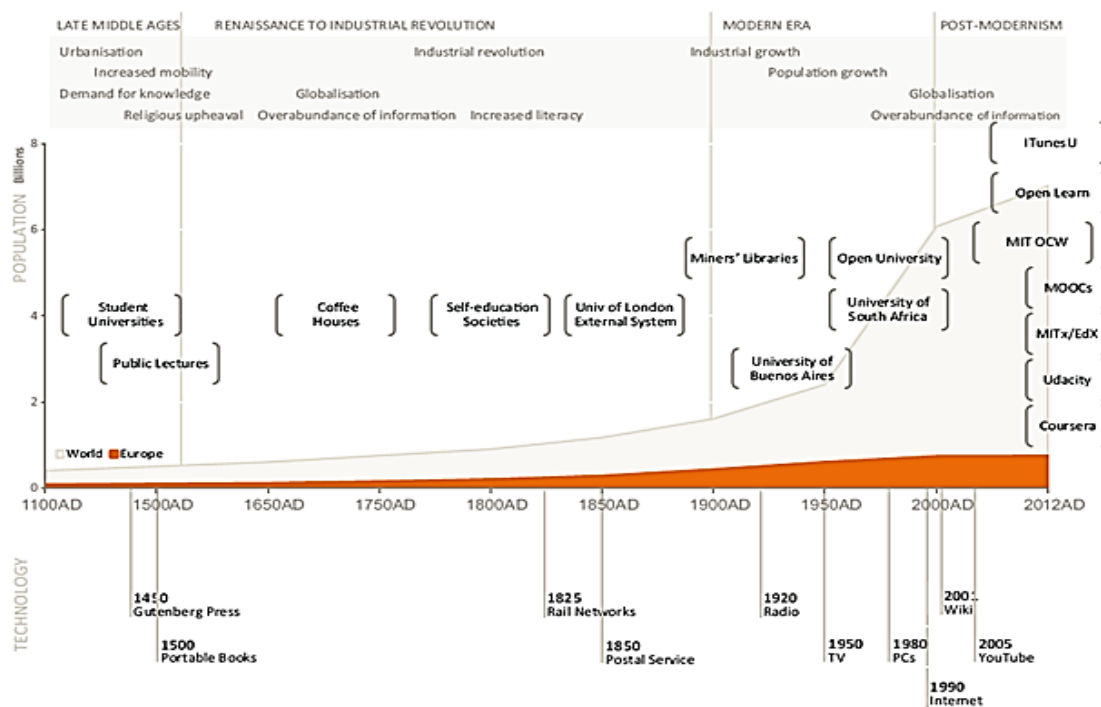 LATE MIDDLE AGES
RENAISSANCE TO INDUSTRIAL REVOLUTION
MODERN ERA
POST-MODERNISM
Urbanisation
Industrial revolution
Industrial growth
Increased mobility
Population growth
Demand for knowledge
Globalisation
Globalisation
Religious upheaval
Overabundance of information
Increased literacy
Overabundance of information
POPULATION Billions
8
6
4
2
0
ITunesU
Open Learn
MIT OCW
MOOCs
MITx/EdX
Udacity
Coursera
Miners' Libraries
Open University
Student
Universities
Coffee
Houses
Self-education
Societies
Univ of London
External System
University of
South Africa
Public Lectures
University of
Buenos Aires
World
Europe
1100AD
1500AD
1650AD
1750AD
1800AD
1850AD
1900AD
1950AD
2000AD
2012AD
TECHNOLOGY
1450
Gutenberg Press
1500
Portable Books
1825
Rail Networks
1850
Postal Service
1920
Radio
1950
TV
1980
PCs
1990
Internet
2001
Wiki
2005
YouTube